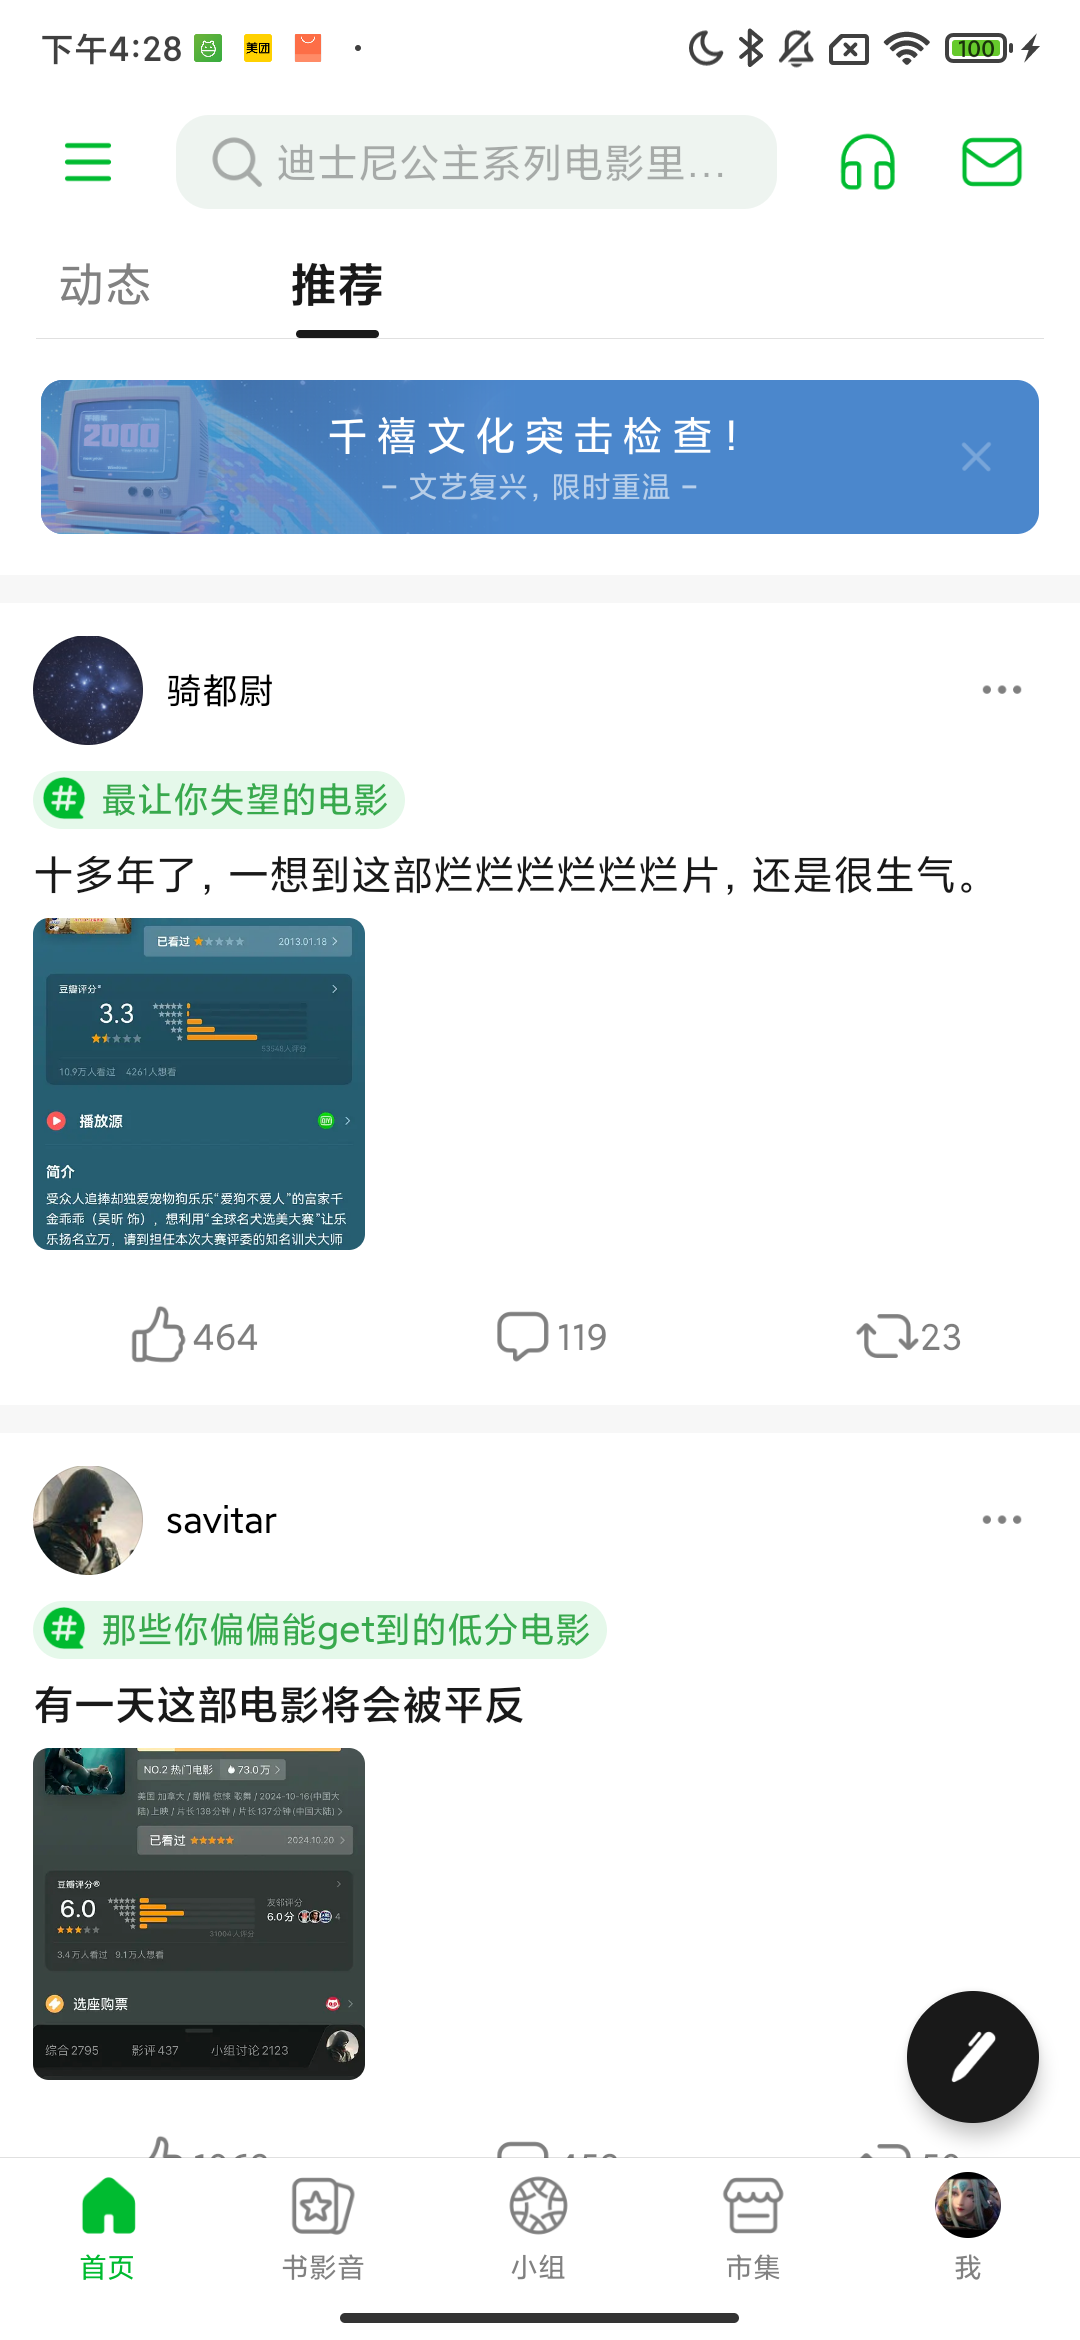 下午4:28
美团
100
迪士尼公主系列电影里...
动态
推荐
2000
千禧文化突击检查!
- 文艺复兴, 限时重温 -
骑都尉
最让你失望的电影
十多年了, 一想到这部烂烂烂烂烂烂片, 还是很生气。
已看过 2013.01.18
豆瓣评分
3.3
53548人评分
10.9万人看过 4261人想看
播放源
简介
受众人追捧却独爱宠物狗乐乐“爱狗不爱人”的富家千
金乖乖（吴昕 饰），想利用“全球名犬选美大赛”让乐
乐扬名立万，请到担任本次大赛评委的知名训犬大师
464
119
23
savitar
那些你偏偏能get到的低分电影
有一天这部电影将会被平反
NO.2 热门电影 73.0万
美国 加拿大 / 剧情 惊悚 歌舞 / 2024-10-16(中国大
陆)上映 / 片长138分钟 / 片长137分钟(中国大陆)
已看过 2024.10.20
豆瓣评分
6.0
友邻评分
6.0分 4
3.4万人看过 9.1万人想看
选座购票
综合2795 影评437 小组讨论2123
首页
书影音
小组
市集
我